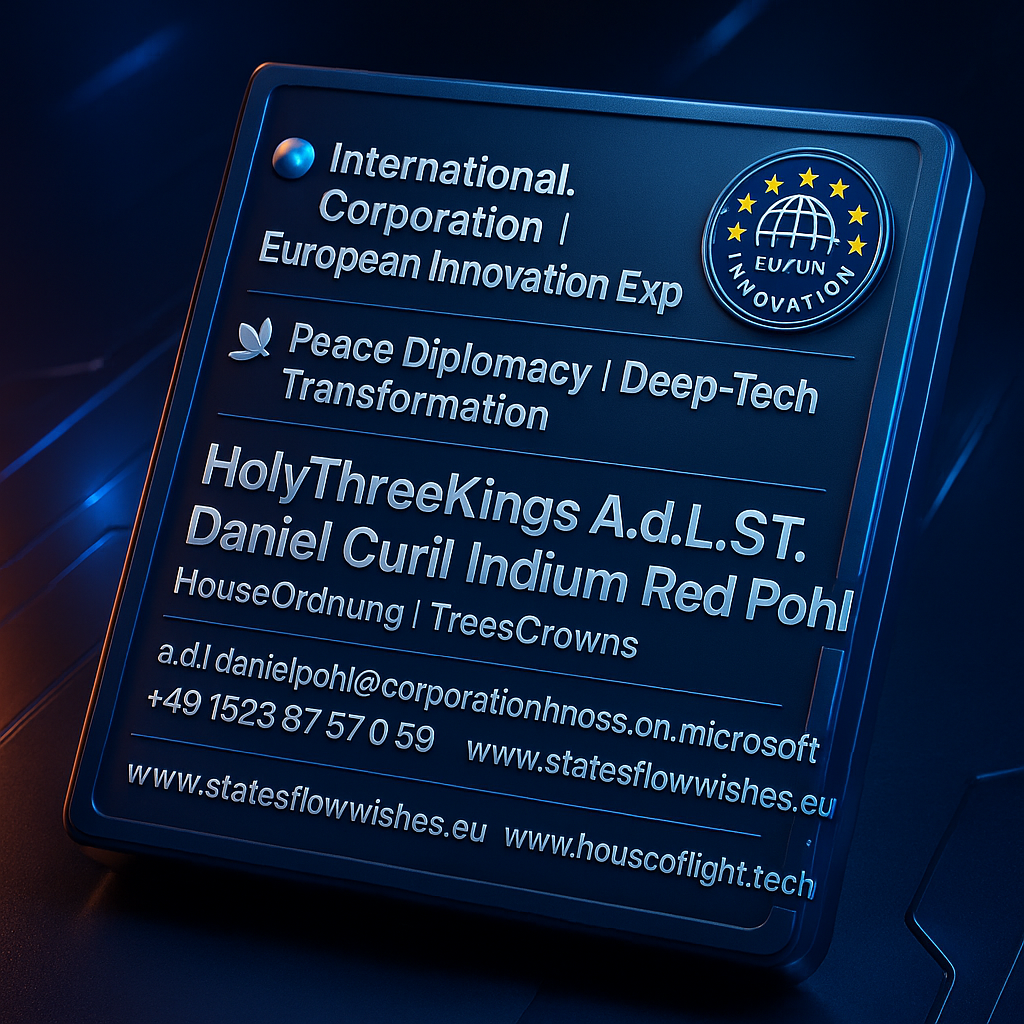 International.
Corporation |
European Innovation Exp
EU/UN
INNOVATION
Peace Diplomacy | Deep-Tech
Transformation
HolyThreeKings A.d.L.ST.
Daniel Curil Indium Red Pohl
HouseOrdnung | TreesCrowns
a.d.l danielpohl@corporationhnoss.on.microsoft
+49 1523 87 57 0 59 www.statesflowwishes.eu
www.statesflowwishes.eu www.houscoflight.tech